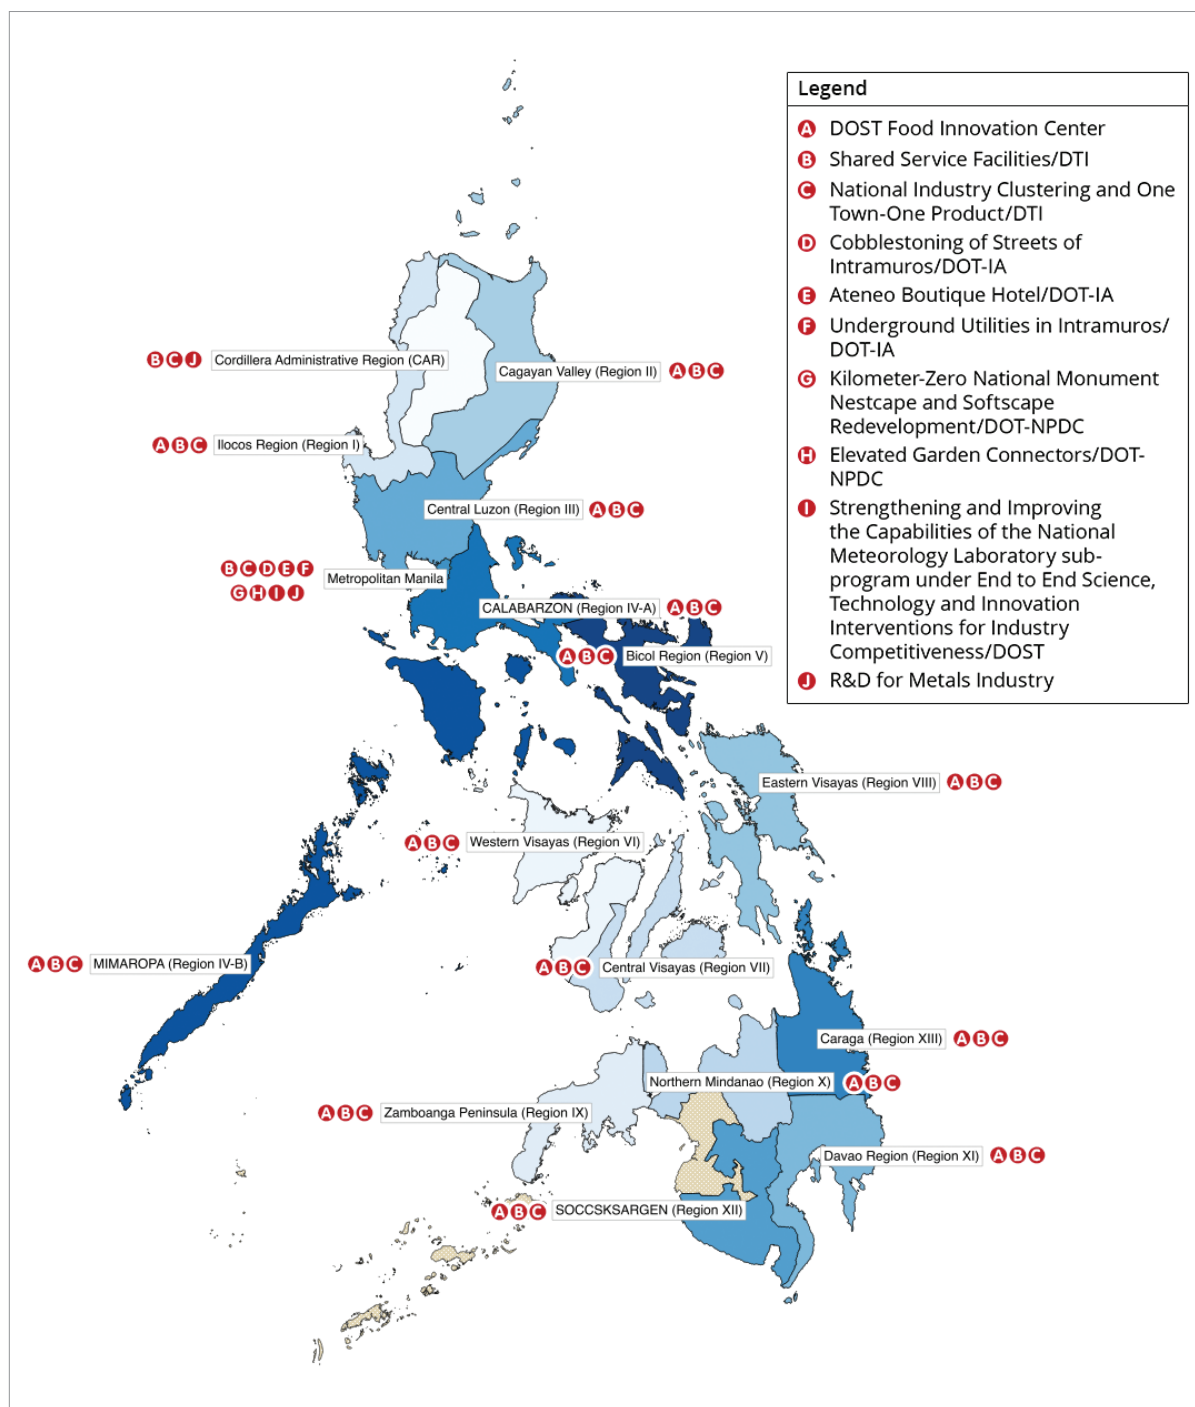 Legend
A DOST Food Innovation Center
B Shared Service Facilities/DTI
C National Industry Clustering and One
Town-One Product/DTI
D Cobblestoning of Streets of
Intramuros/DOT-IA
E Ateneo Boutique Hotel/DOT-IA
F Underground Utilities in Intramuros/
DOT-IA
G Kilometer-Zero National Monument
Nestcape and Softscape
Redevelopment/DOT-NPDC
H Elevated Garden Connectors/DOT-
NPDC
I Strengthening and Improving
the Capabilities of the National
Meteorology Laboratory sub-
program under End to End Science,
Technology and Innovation
Interventions for Industry
Competitiveness/DOST
J R&D for Metals Industry
B C J Cordillera Administrative Region (CAR)
Cagayan Valley (Region II) A B C
A B C Ilocos Region (Region I)
Central Luzon (Region III) A B C
B C D E F
G H I J
Metropolitan Manila
CALABARZON (Region IV-A) A B C
A B C Bicol Region (Region V)
Eastern Visayas (Region VIII) A B C
A B C Western Visayas (Region VI)
A B C MIMAROPA (Region IV-B)
A B C Central Visayas (Region VII)
Caraga (Region XIII) A B C
Northern Mindanao (Region X) A B C
A B C Zamboanga Peninsula (Region IX)
Davao Region (Region XI) A B C
A B C SOCCSKSARGEN (Region XII)